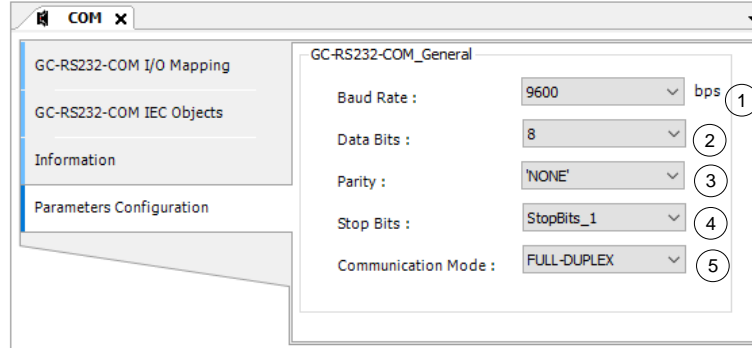 COM
GC-RS232-COM I/O Mapping
GC-RS232-COM IEC Objects
Information
Parameters Configuration
GC-RS232-COM_General
Baud Rate : 9600 bps 1
Data Bits : 8 2
Parity : 'NONE' 3
Stop Bits : StopBits_1 4
Communication Mode : FULL-DUPLEX 5